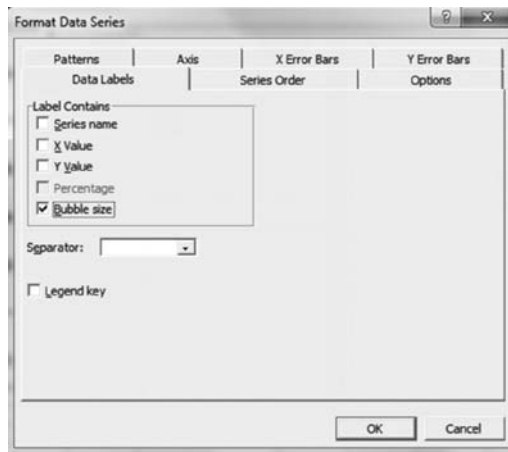 Format Data Series
? X
Patterns Axis X Error Bars Y Error Bars
Data Labels Series Order Options
Label Contains
Series name
X Value
Y Value
Percentage
Bubble size
Separator:
Legend key
OK Cancel